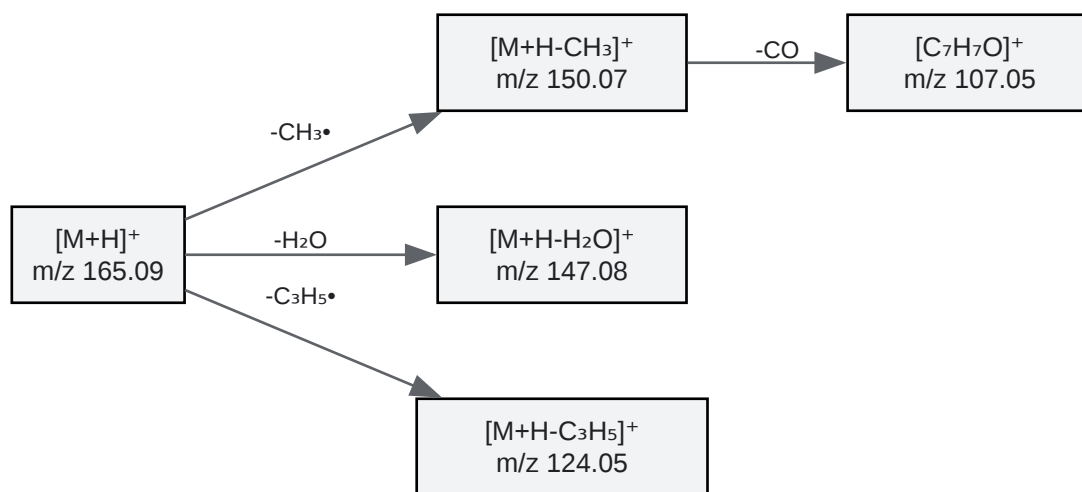 [M+H-CH₃]⁺
m/z 150.07
-CO
[C₇H₇O]⁺
m/z 107.05
-CH₃•
[M+H]⁺
m/z 165.09
-H₂O
[M+H-H₂O]⁺
m/z 147.08
-C₃H₅•
[M+H-C₃H₅]⁺
m/z 124.05